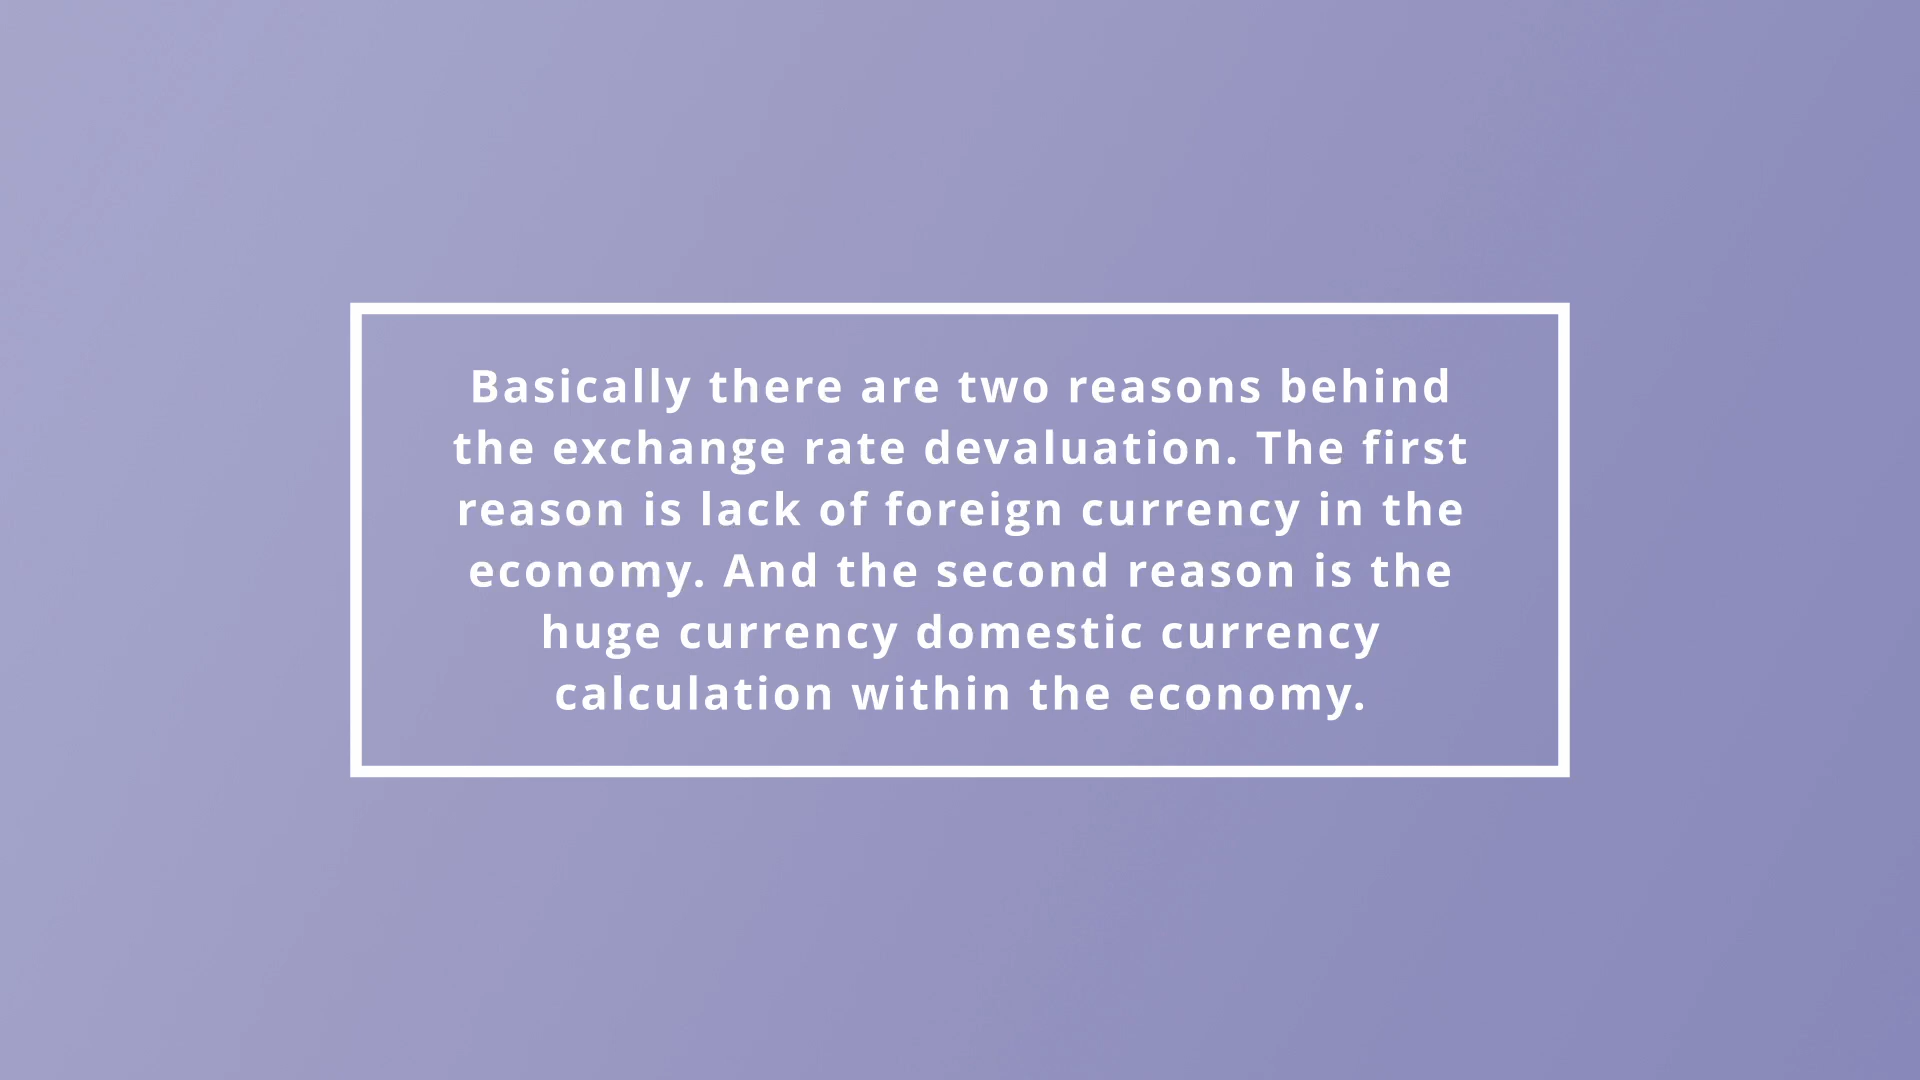 Basically there are two reasons behind
the exchange rate devaluation. The first
reason is lack of foreign currency in the
economy. And the second reason is the
huge currency domestic currency
calculation within the economy.